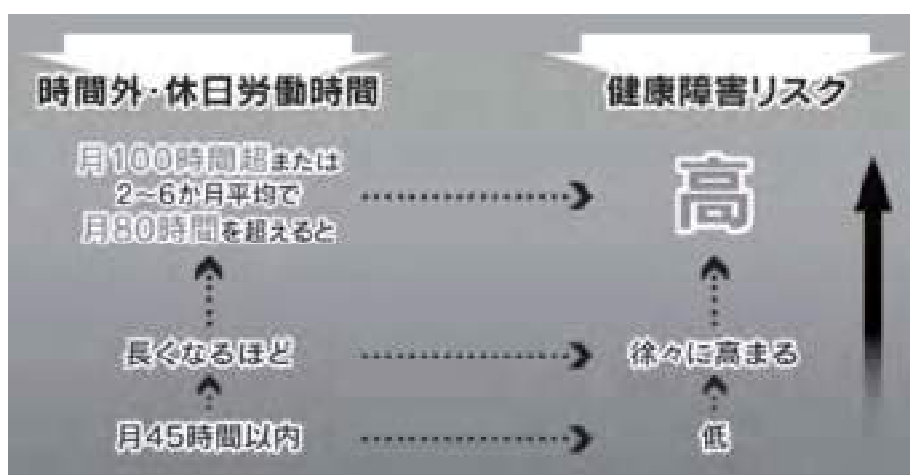 時間外・休日労働時間
健康障害リスク
月100時間超または
2〜6か月平均で
月80時間を超えると
高
長くなるほど
徐々に高まる
月45時間以内
低